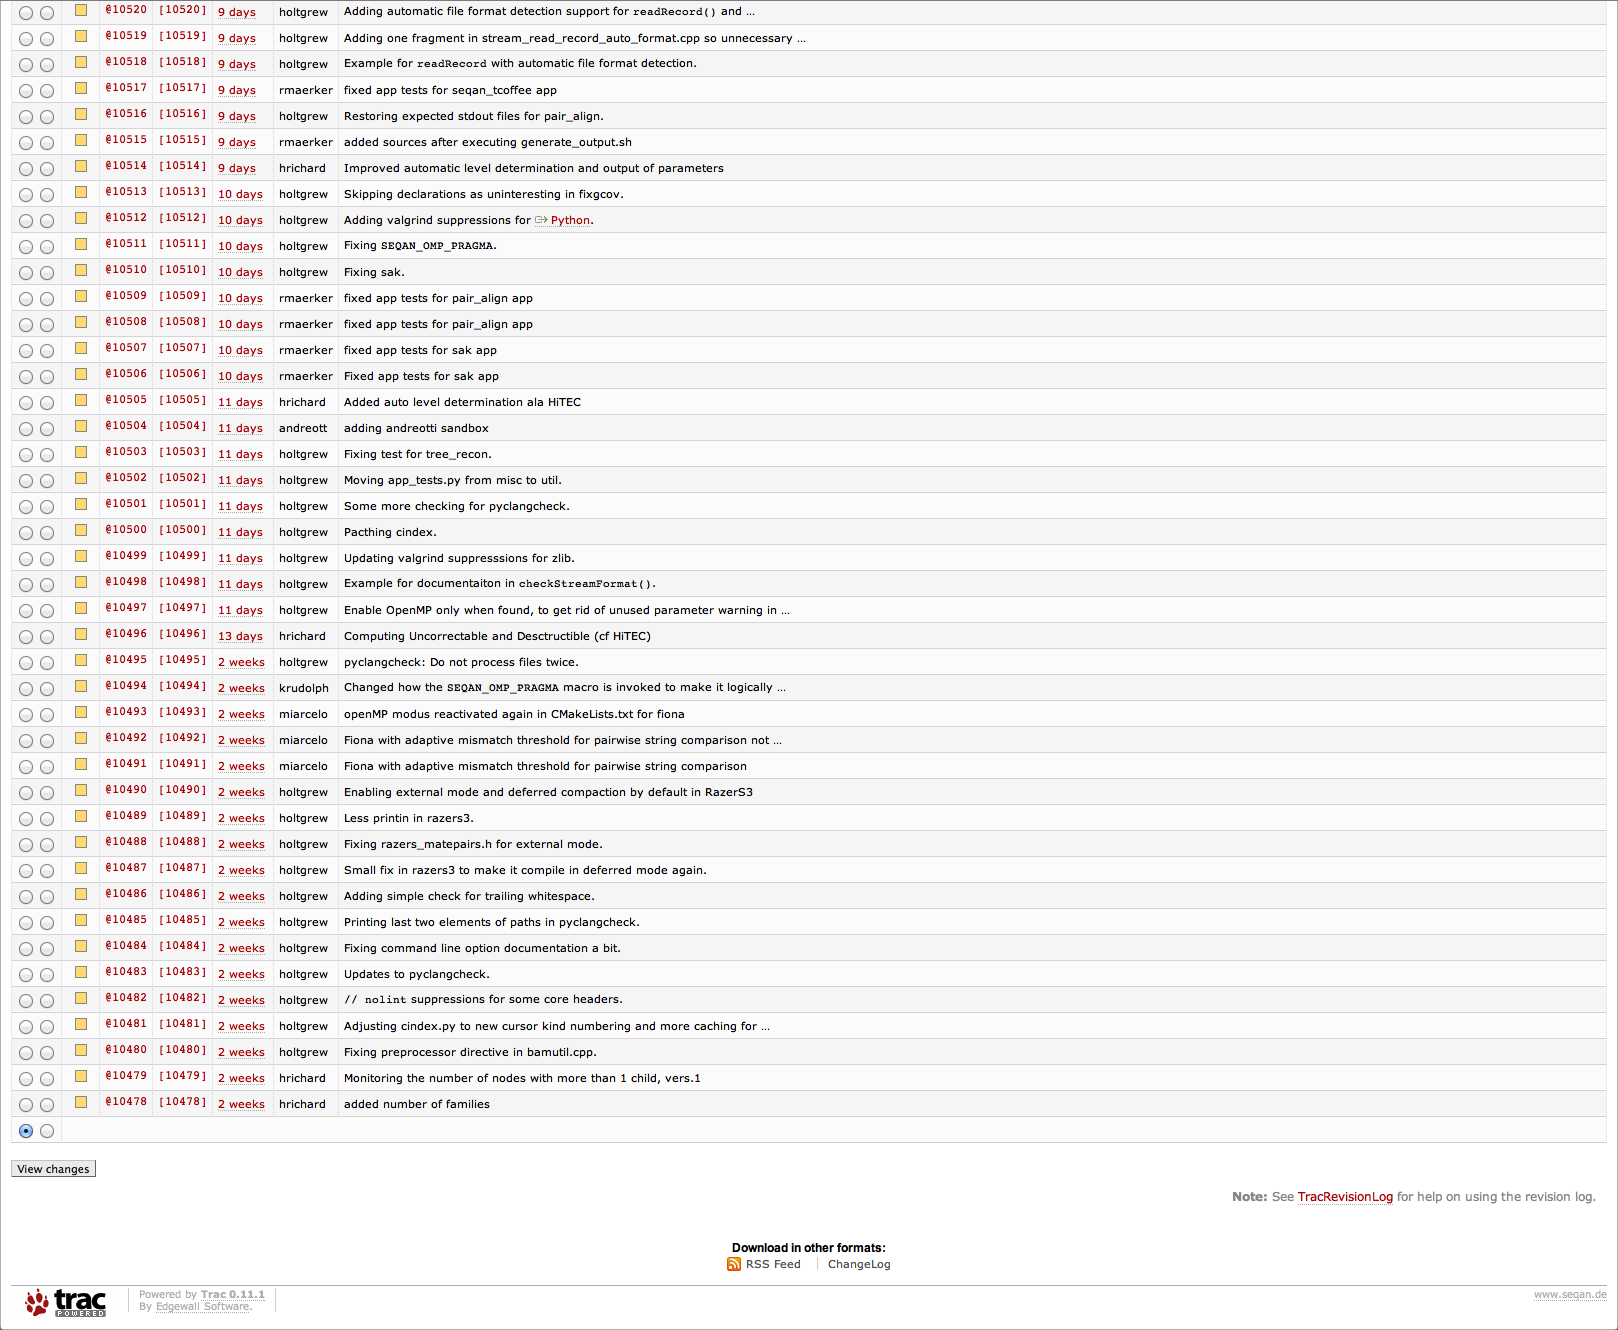 @10520 [10520] 9 days holtgrew Adding automatic file format detection support for readRecord() and …
@10519 [10519] 9 days holtgrew Adding one fragment in stream_read_record_auto_format.cpp so unnecessary …
@10518 [10518] 9 days holtgrew Example for readRecord with automatic file format detection.
@10517 [10517] 9 days rmaerker fixed app tests for seqan_tcoffee app
@10516 [10516] 9 days holtgrew Restoring expected stdout files for pair_align.
@10515 [10515] 9 days rmaerker added sources after executing generate_output.sh
@10514 [10514] 9 days hrichard Improved automatic level determination and output of parameters
@10513 [10513] 10 days holtgrew Skipping declarations as uninteresting in fixgcov.
@10512 [10512] 10 days holtgrew Adding valgrind suppressions for Python.
@10511 [10511] 10 days holtgrew Fixing SEQAN_OMP_PRAGMA.
@10510 [10510] 10 days holtgrew Fixing sak.
@10509 [10509] 10 days rmaerker fixed app tests for pair_align app
@10508 [10508] 10 days rmaerker fixed app tests for pair_align app
@10507 [10507] 10 days rmaerker fixed app tests for sak app
@10506 [10506] 10 days rmaerker Fixed app tests for sak app
@10505 [10505] 11 days hrichard Added auto level determination ala HiTEC
@10504 [10504] 11 days andreott adding andreotti sandbox
@10503 [10503] 11 days holtgrew Fixing test for tree_recon.
@10502 [10502] 11 days holtgrew Moving app_tests.py from misc to util.
@10501 [10501] 11 days holtgrew Some more checking for pyclangcheck.
@10500 [10500] 11 days holtgrew Pacthing cindex.
@10499 [10499] 11 days holtgrew Updating valgrind suppresssions for zlib.
@10498 [10498] 11 days holtgrew Example for documentaiton in checkStreamFormat().
@10497 [10497] 11 days holtgrew Enable OpenMP only when found, to get rid of unused parameter warning in …
@10496 [10496] 13 days hrichard Computing Uncorrectable and Desctructible (cf HiTEC)
@10495 [10495] 2 weeks holtgrew pyclangcheck: Do not process files twice.
@10494 [10494] 2 weeks krudolph Changed how the SEQAN_OMP_PRAGMA macro is invoked to make it logically …
@10493 [10493] 2 weeks miarcelo openMP modus reactivated again in CMakeLists.txt for fiona
@10492 [10492] 2 weeks miarcelo Fiona with adaptive mismatch threshold for pairwise string comparison not …
@10491 [10491] 2 weeks miarcelo Fiona with adaptive mismatch threshold for pairwise string comparison
@10490 [10490] 2 weeks holtgrew Enabling external mode and deferred compaction by default in RazerS3
@10489 [10489] 2 weeks holtgrew Less printin in razers3.
@10488 [10488] 2 weeks holtgrew Fixing razers_matepairs.h for external mode.
@10487 [10487] 2 weeks holtgrew Small fix in razers3 to make it compile in deferred mode again.
@10486 [10486] 2 weeks holtgrew Adding simple check for trailing whitespace.
@10485 [10485] 2 weeks holtgrew Printing last two elements of paths in pyclangcheck.
@10484 [10484] 2 weeks holtgrew Fixing command line option documentation a bit.
@10483 [10483] 2 weeks holtgrew Updates to pyclangcheck.
@10482 [10482] 2 weeks holtgrew // nolint suppressions for some core headers.
@10481 [10481] 2 weeks holtgrew Adjusting cindex.py to new cursor kind numbering and more caching for …
@10480 [10480] 2 weeks holtgrew Fixing preprocessor directive in bamutil.cpp.
@10479 [10479] 2 weeks hrichard Monitoring the number of nodes with more than 1 child, vers.1
@10478 [10478] 2 weeks hrichard added number of families
View changes
Note: See TracRevisionLog for help on using the revision log.
Download in other formats:
RSS Feed ChangeLog
trac POWERED
Powered by Trac 0.11.1
By Edgewall Software.
www.seqan.de